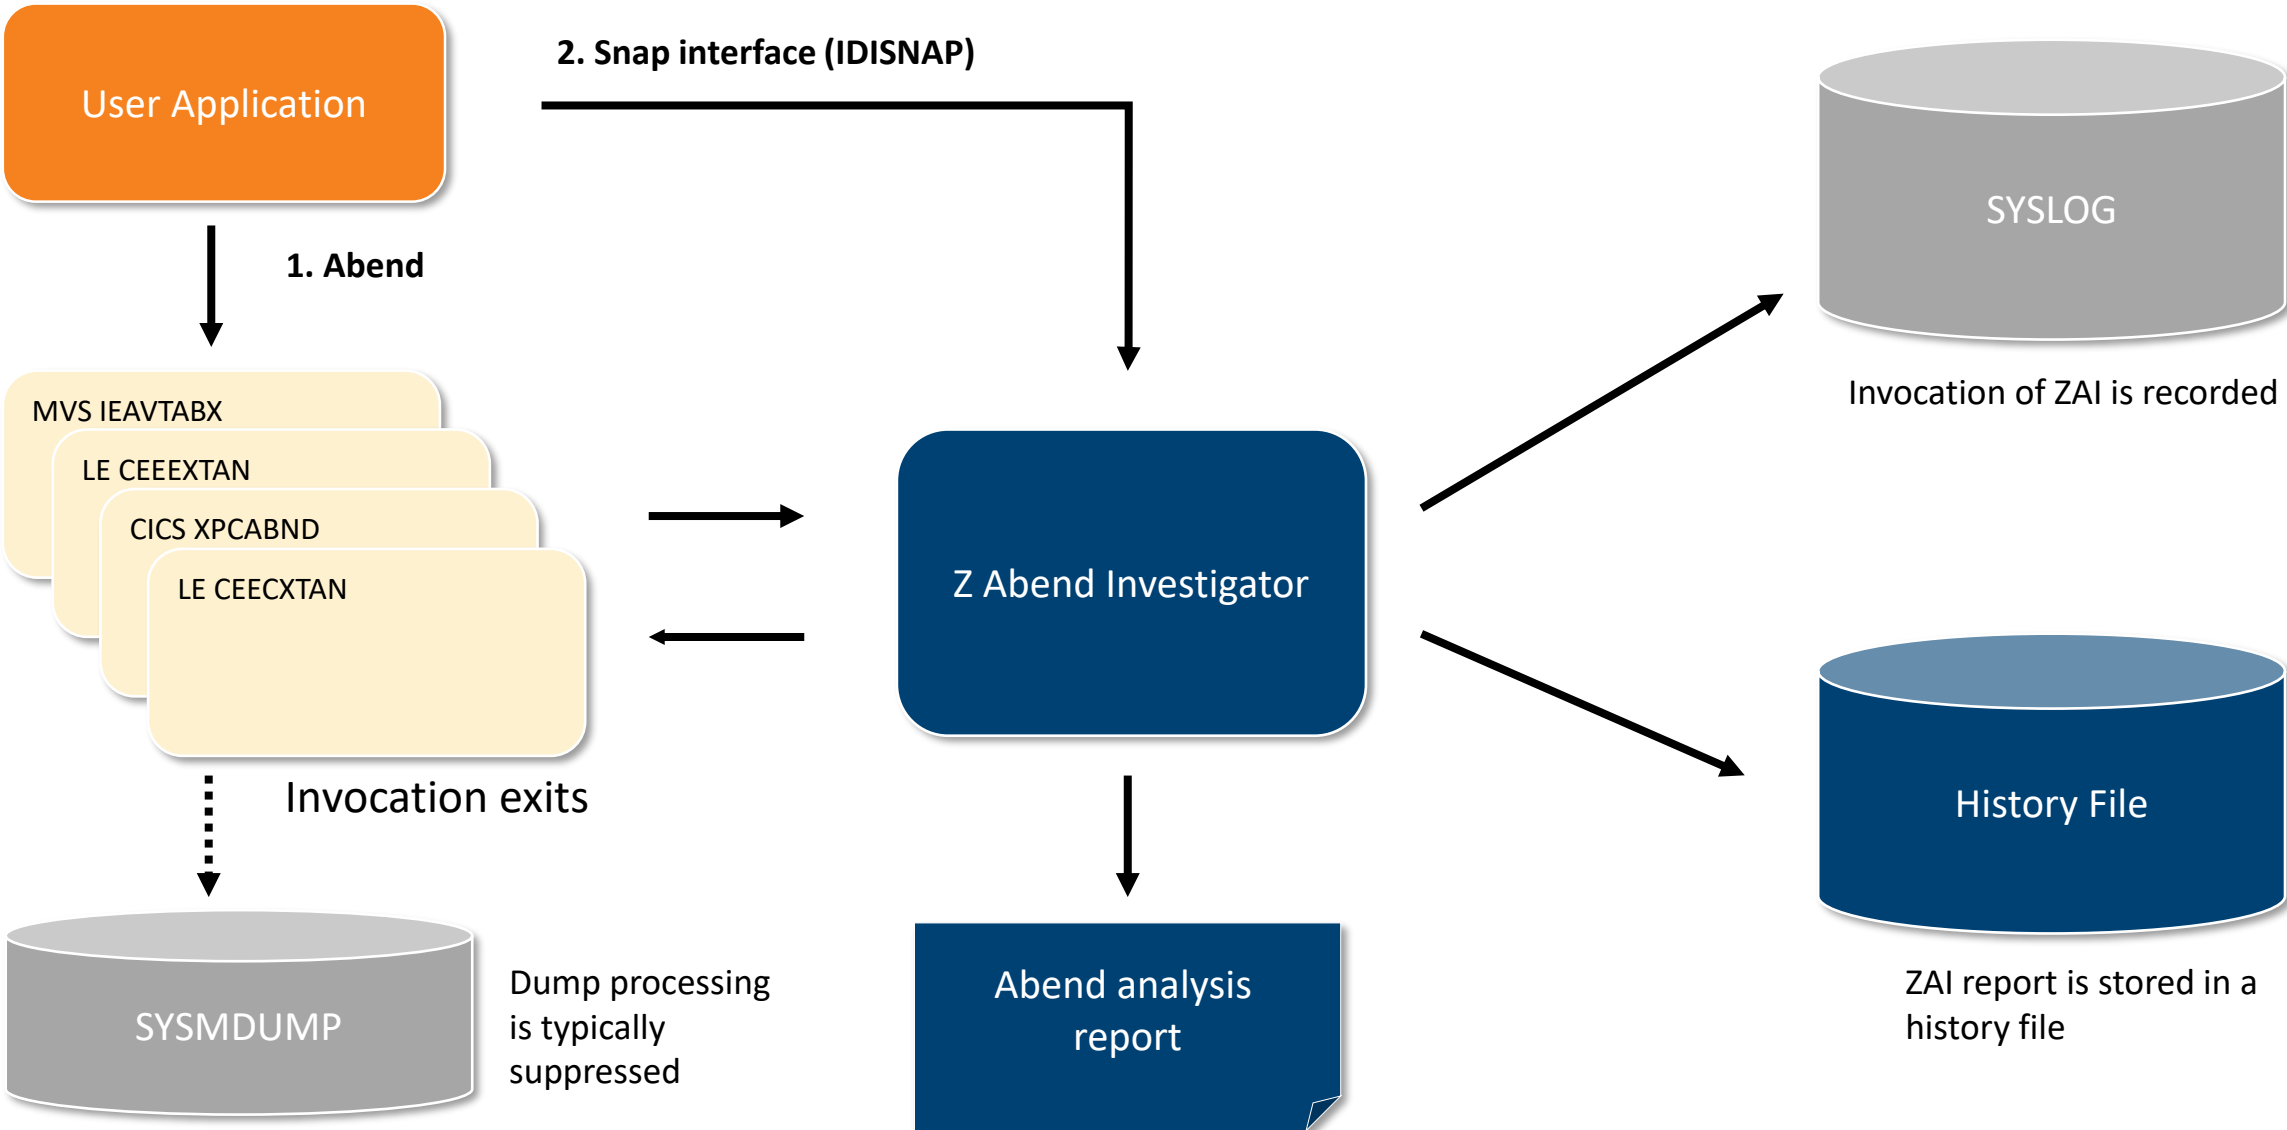 2. Snap interface (IDISNAP)
User Application
1. Abend
MVS IEAVTABX
LE CEEEXTAN
CICS XPCABND
LE CEECXTAN
Invocation exits
SYSMDUMP
Dump processing
is typically
suppressed
Z Abend Investigator
Abend analysis
report
SYSLOG
Invocation of ZAI is recorded
History File
ZAI report is stored in a
history file